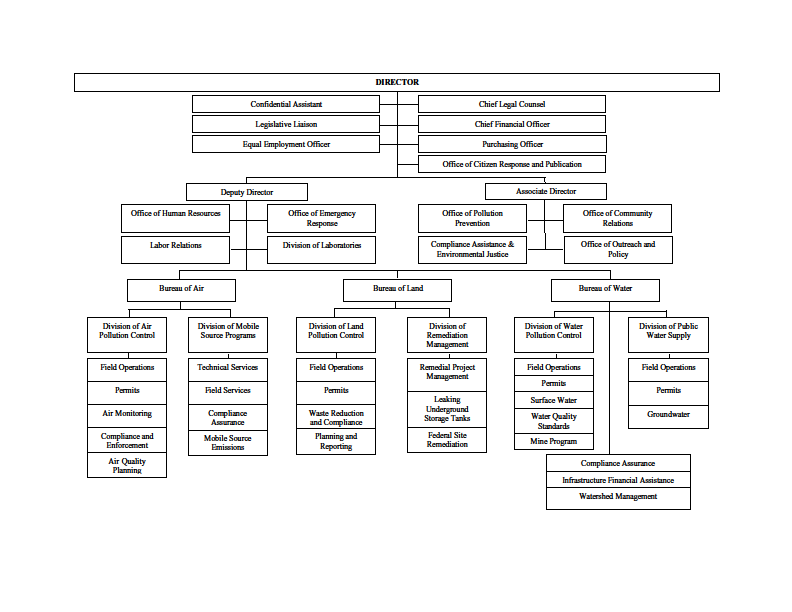 DIRECTOR
Confidential Assistant
Chief Legal Counsel
Legislative Liaison
Chief Financial Officer
Equal Employment Officer
Purchasing Officer
Office of Citizen Response and Publication
Deputy Director
Associate Director
Office of Human Resources
Office of Emergency
Response
Office of Pollution
Prevention
Office of Community
Relations
Labor Relations
Division of Laboratories
Compliance Assistance &
Environmental Justice
Office of Outreach and
Policy
Bureau of Air
Bureau of Land
Bureau of Water
Division of Air
Pollution Control
Division of Mobile
Source Programs
Division of Land
Pollution Control
Division of
Remediation
Management
Division of Water
Pollution Control
Division of Public
Water Supply
Field Operations
Permits
Air Monitoring
Compliance and
Enforcement
Air Quality
Planning
Technical Services
Field Services
Compliance
Assurance
Mobile Source
Emissions
Field Operations
Permits
Waste Reduction
and Compliance
Planning and
Reporting
Remedial Project
Management
Leaking
Underground
Storage Tanks
Federal Site
Remediation
Field Operations
Permits
Surface Water
Water Quality
Standards
Mine Program
Field Operations
Permits
Groundwater
Compliance Assurance
Infrastructure Financial Assistance
Watershed Management